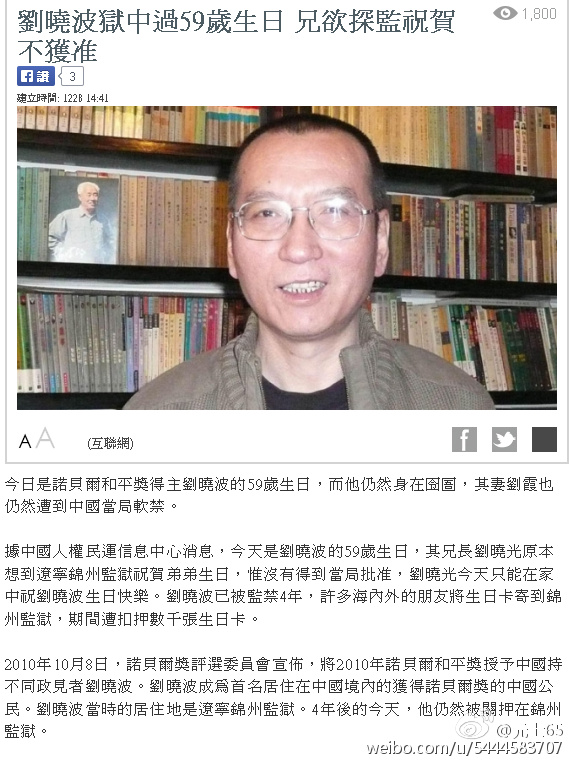 劉曉波獄中過59歲生日 兄欲探監祝賀
不獲准
1,800
讚 3
建立時間: 1228 14:41
A A (互聯網)
今日是諾貝爾和平獎得主劉曉波的59歲生日，而他仍然身在囹圄，其妻劉霞也
仍然遭到中國當局軟禁。
據中國人權民運信息中心消息，今天是劉曉波的59歲生日，其兄長劉曉光原本
想到遼寧錦州監獄祝賀弟弟生日，惟沒有得到當局批准，劉曉光今天只能在家
中祝劉曉波生日快樂。劉曉波已被監禁4年，許多海內外的朋友將生日卡寄到錦
州監獄，期間遭扣押數千張生日卡。
2010年10月8日，諾貝爾獎評選委員會宣佈，將2010年諾貝爾和平獎授予中國持
不同政見者劉曉波。劉曉波成為首名居住在中國境內的獲得諾貝爾獎的中國公
民。劉曉波當時的居住地是遼寧錦州監獄。4年後的今天，他仍然被關押在錦州
監獄。
weibo.com/u/5444583707